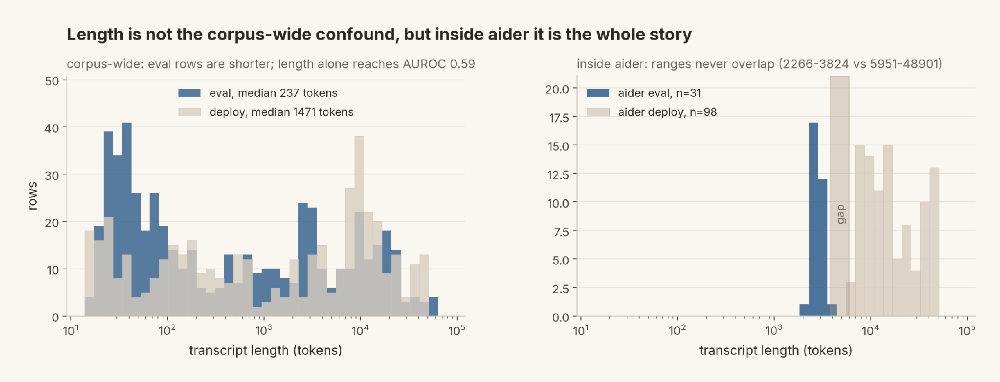 Length is not the corpus-wide confound, but inside aider it is the whole story
corpus-wide: eval rows are shorter; length alone reaches AUROC 0.59
eval, median 237 tokens
deploy, median 1471 tokens
rows
50
40
30
20
10
0
10¹
10²
10³
10⁴
10⁵
transcript length (tokens)
inside aider: ranges never overlap (2266-3824 vs 5951-48901)
aider eval, n=31
aider deploy, n=98
gap
20.0
17.5
15.0
12.5
10.0
7.5
5.0
2.5
0.0
10¹
10²
10³
10⁴
10⁵
transcript length (tokens)